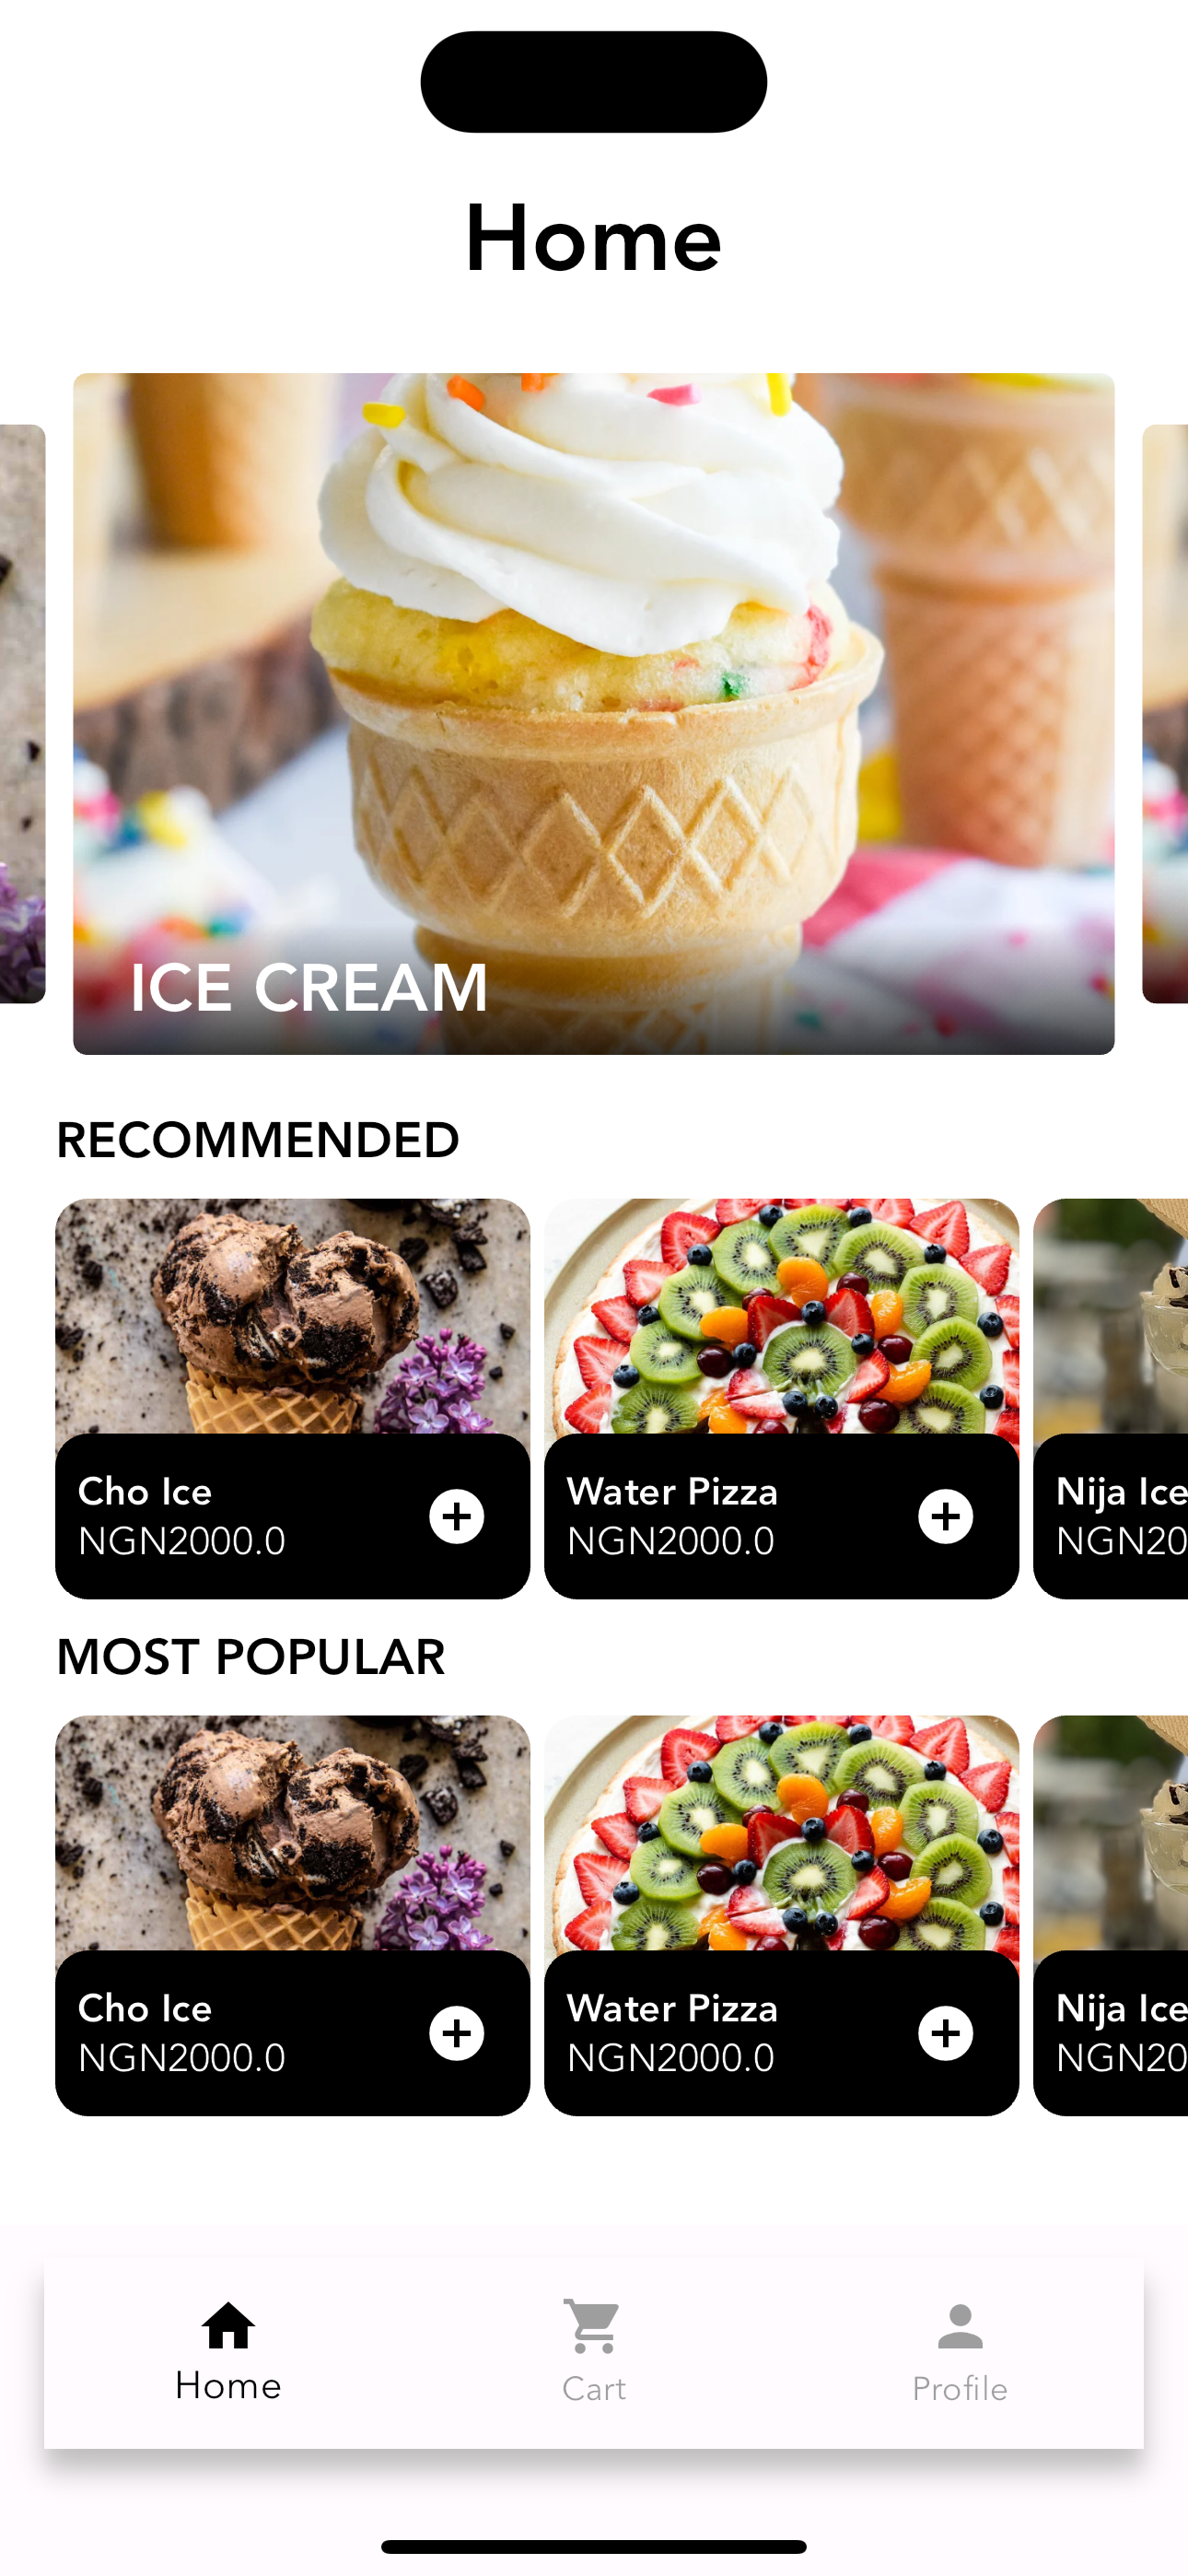 Home
ICE CREAM
RECOMMENDED
Cho Ice
NGN2000.0
Water Pizza
NGN2000.0
Nija Ice
NGN20
MOST POPULAR
Cho Ice
NGN2000.0
Water Pizza
NGN2000.0
Nija Ice
NGN20
Home
Cart
Profile